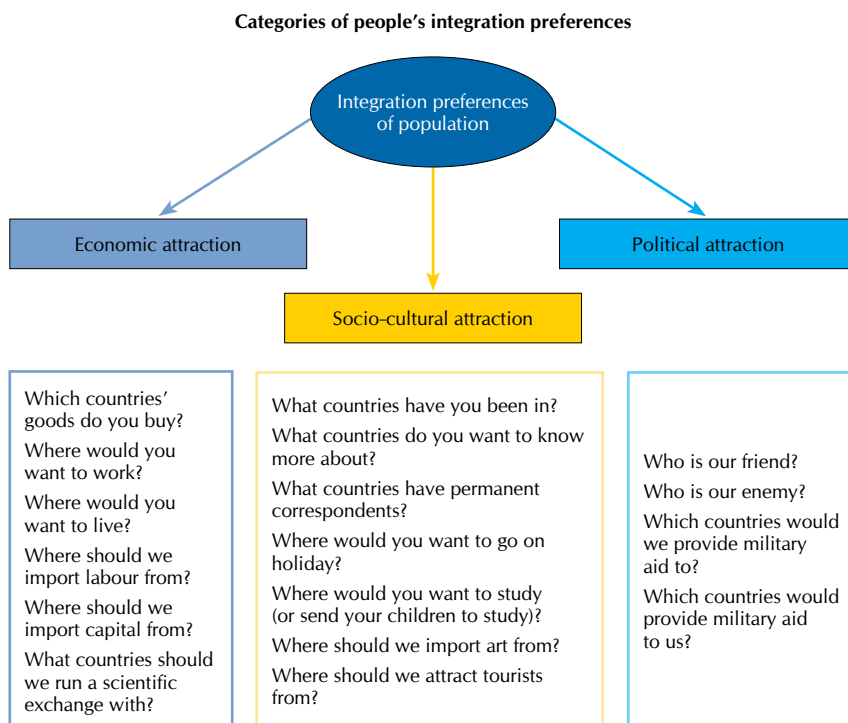 Categories of people's integration preferences
Integration preferences
of population
Economic attraction
Political attraction
Socio-cultural attraction
Which countries'
goods do you buy?
Where would you
want to work?
Where would you
want to live?
Where should we
import labour from?
Where should we
import capital from?
What countries should
we run a scientific
exchange with?
What countries have you been in?
What countries do you want to know
more about?
What countries have permanent
correspondents?
Where would you want to go on
holiday?
Where would you want to study
(or send your children to study)?
Where should we import art from?
Where should we attract tourists
from?
Who is our friend?
Who is our enemy?
Which countries would
we provide military
aid to?
Which countries would
provide military aid
to us?